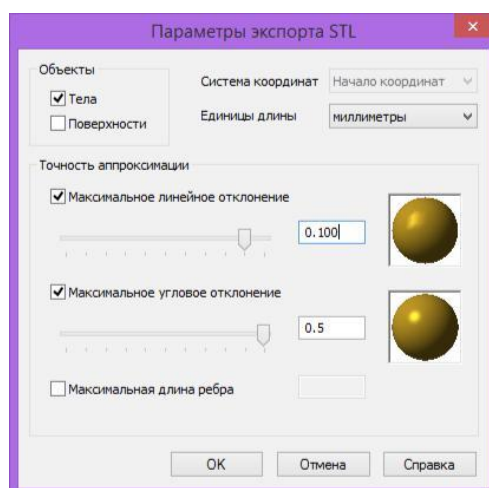 Параметры экспорта STL
Объекты
Тела
Поверхности
Система координат Начало координат
Единицы длины миллиметры
Точность аппроксимации
Максимальное линейное отклонение
0.100
Максимальное угловое отклонение
0.5
Максимальная длина ребра
OK Отмена Справка